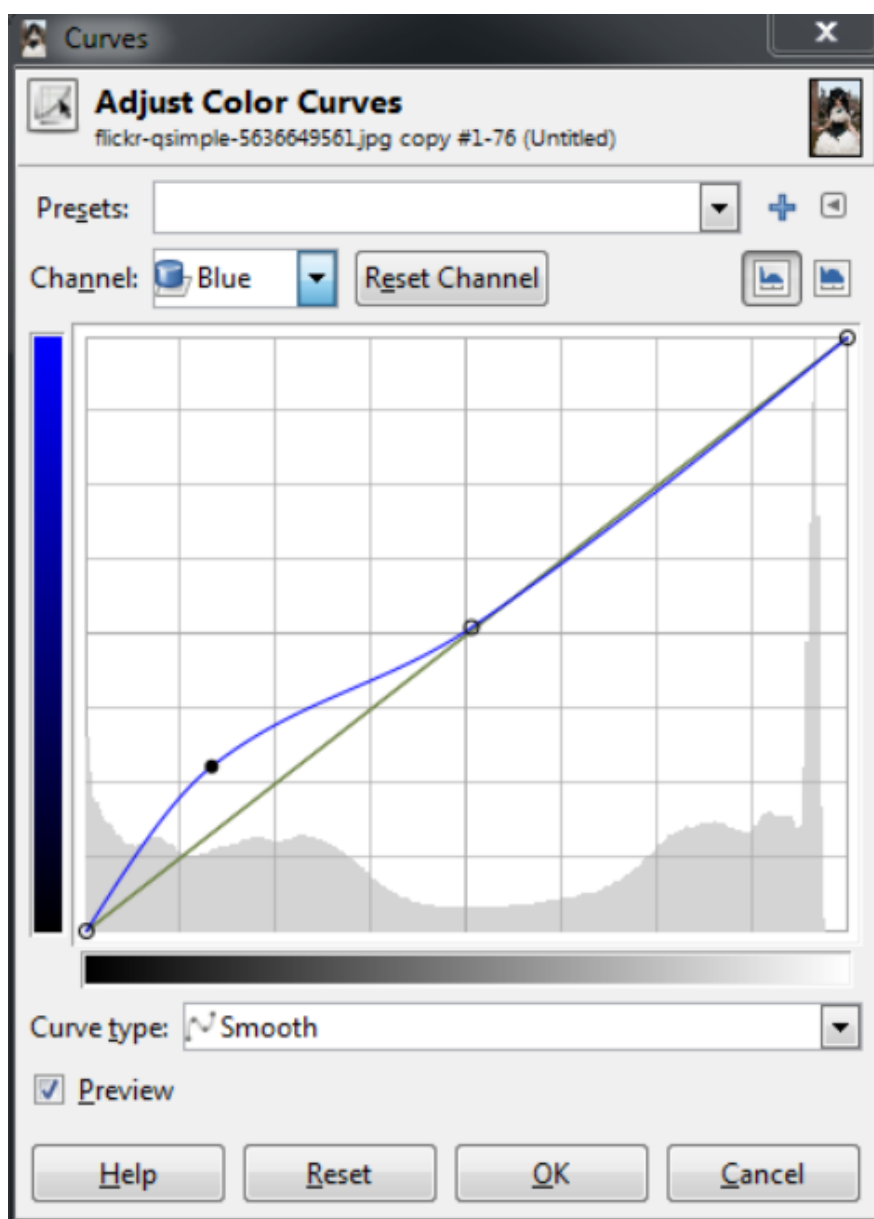 Curves
Adjust Color Curves
flickr-qsimple-5636649561.jpg copy #1-76 (Untitled)
Presets:
Channel: Blue Reset Channel
Curve type: Smooth
Preview
Help Reset OK Cancel